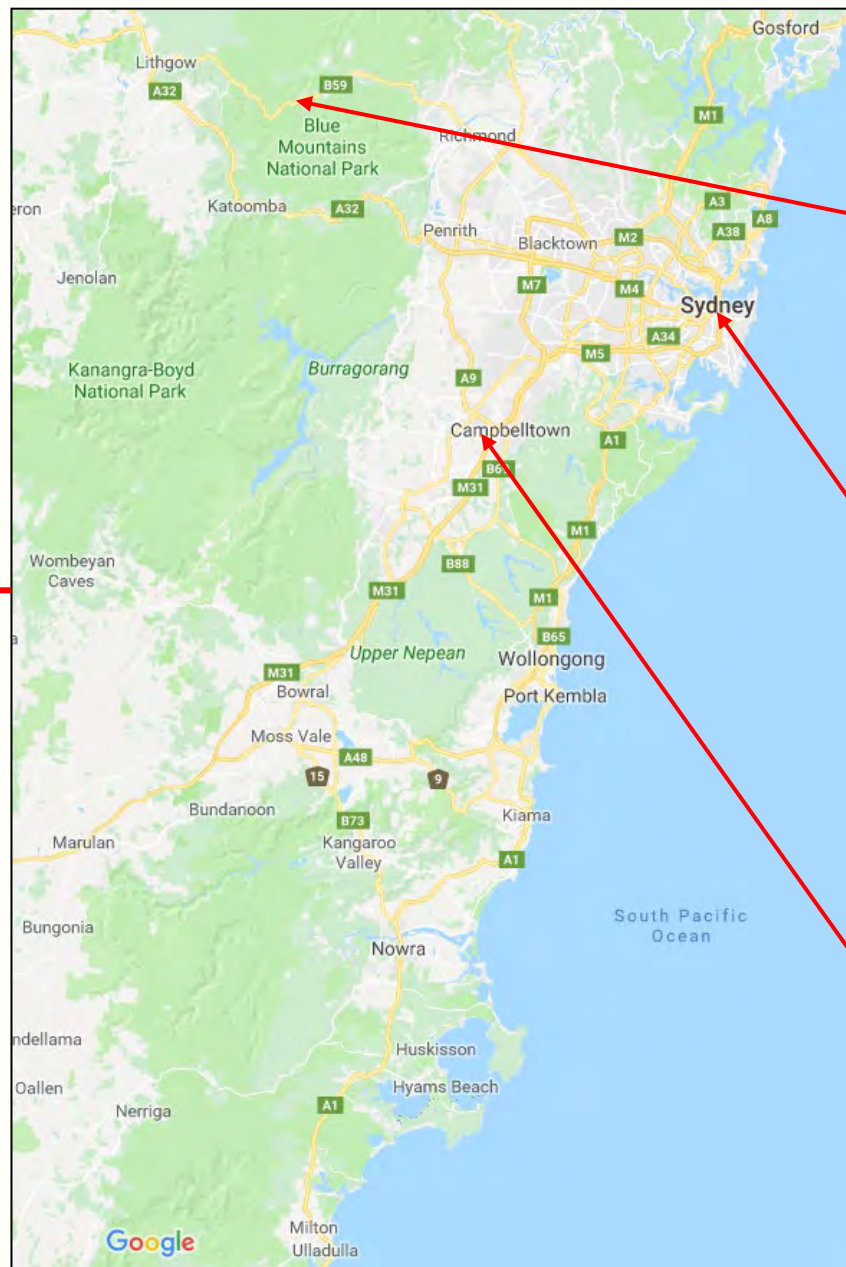 Gosford
Lithgow
A32
B59
M1
Blue
Mountains
National Park
Richmond
eron
Katoomba
A32
Penrith
Blacktown
M2
A3
A8
A38
Jenolan
M7
M4
Sydney
A34
M5
Kanangra-Boyd
National Park
Burragorang
A9
Campbelltown
A1
M31
M1
Wombeyan
Caves
M31
B88
M1
B65
a
Upper Nepean
Wollongong
M31
Bowral
Port Kembla
Moss Vale
A48
15
9
Bundanoon
B73
Kiama
Marulan
Kangaroo
Valley
A1
South Pacific
Ocean
Bungonia
Nowra
ndellama
Huskisson
Oallen
Hyams Beach
Nerriga
A1
Milton
Ulladulla
Google